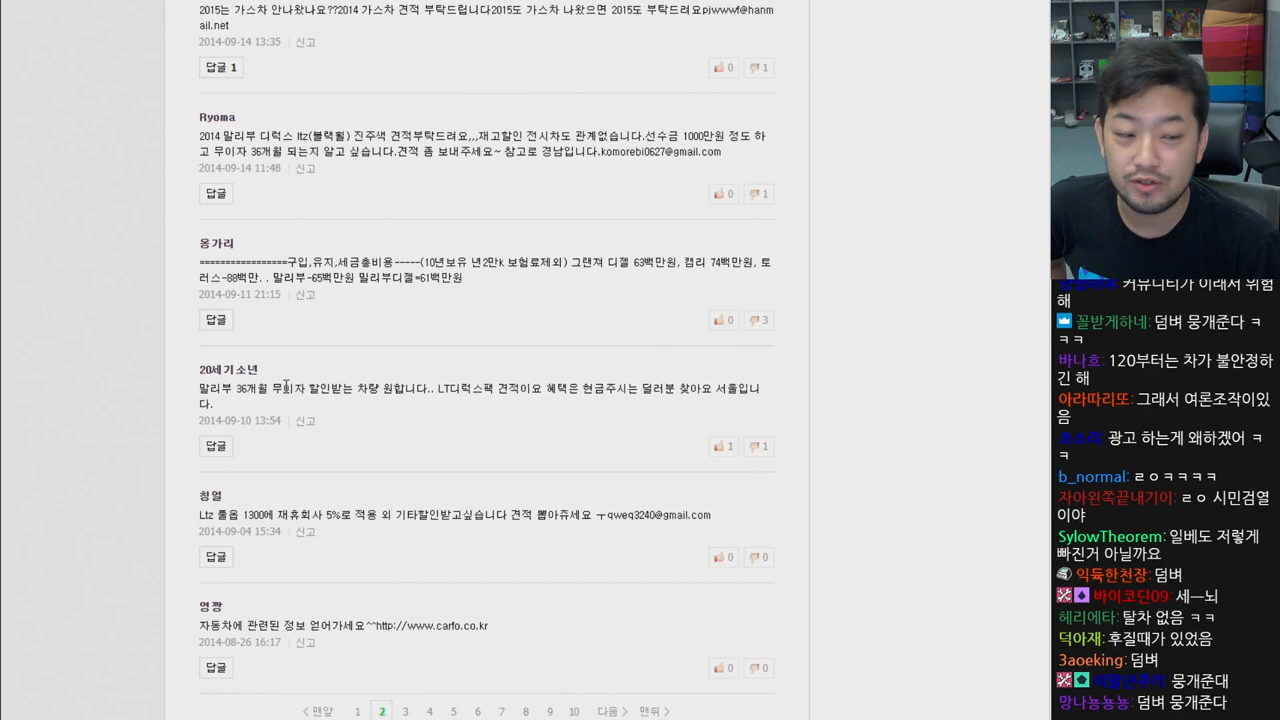 2015는 가스차 안나왔나요??2014 가스차 견적 부탁드립니다2015도 가스차 나왔으면 2015도 부탁드려요pjwwwf@hanm
ail.net
2014-09-14 13:35 신고
답글 1
0 1
Ryoma
2014 말리부 디럭스 ltz(블랙휠) 진주색 견적부탁드려요,,,재고할인 전시차도 관계없습니다.선수금 1000만원 정도 하
고 무이자 36개월 되는지 알고 싶습니다.견적 좀 보내주세요~ 참고로 경남입니다.komorebi0627@gmail.com
2014-09-14 11:48 신고
답글
0 1
옹가리
=================구입,유지,세금총비용-----(10년보유 년2만k 보험료제외) 그랜져 디젤 63백만원, 캠리 74백만원, 토
러스-88백만. . 말리부-65백만원 밀리부디젤=61백만원
2014-09-11 21:15 신고
답글
0 3
20세기소년
말리부 36개월 무이자 할인받는 차량 원합니다.. LT디럭스팩 견적이요 혜택은 현금주시는 딜러분 찾아요 서울입니
다.
2014-09-10 13:54 신고
답글
1 1
청얼
Ltz 풀옵 1300에 재휴회사 5%로 적용 및 기타할인받고싶습니다 견적 뽑아쥬세요 ㅜqweq3240@gmail.com
2014-09-04 15:34 신고
답글
0 0
영짱
자동차에 관련된 정보 얻어가세요^^http://www.carfo.co.kr
2014-08-26 16:17 신고
답글
0 0
맨앞 1 2 3 4 5 6 7 8 9 10 다음 맨뒤
커뮤니티가 이래서 위험
해
꼴받게하네: 덤벼 뭉개준다 ㅋ
ㅋㅋ
바나흐: 120부터는 차가 불안정하
긴 해
아라따리또: 그래서 여론조작이있
음
초소라: 광고 하는게 왜하겠어 ㅋ
ㅋ
b_normal: ㄹㅇㅋㅋㅋㅋ
자아왼쪽끝내기이: ㄹㅇ 시민검열
이야
SylowTheorem: 일베도 저렇게
빠진거 아닐까요
익듁한천장: 덤벼
바이코딘09: 세ㅡ뇌
헤리에타: 탈차 없음 ㅋㅋ
덕아재: 후질때가 있었음
3aoeking: 덤벼
뭉개준대
망나뇽뇽뇽: 덤벼 뭉개준다